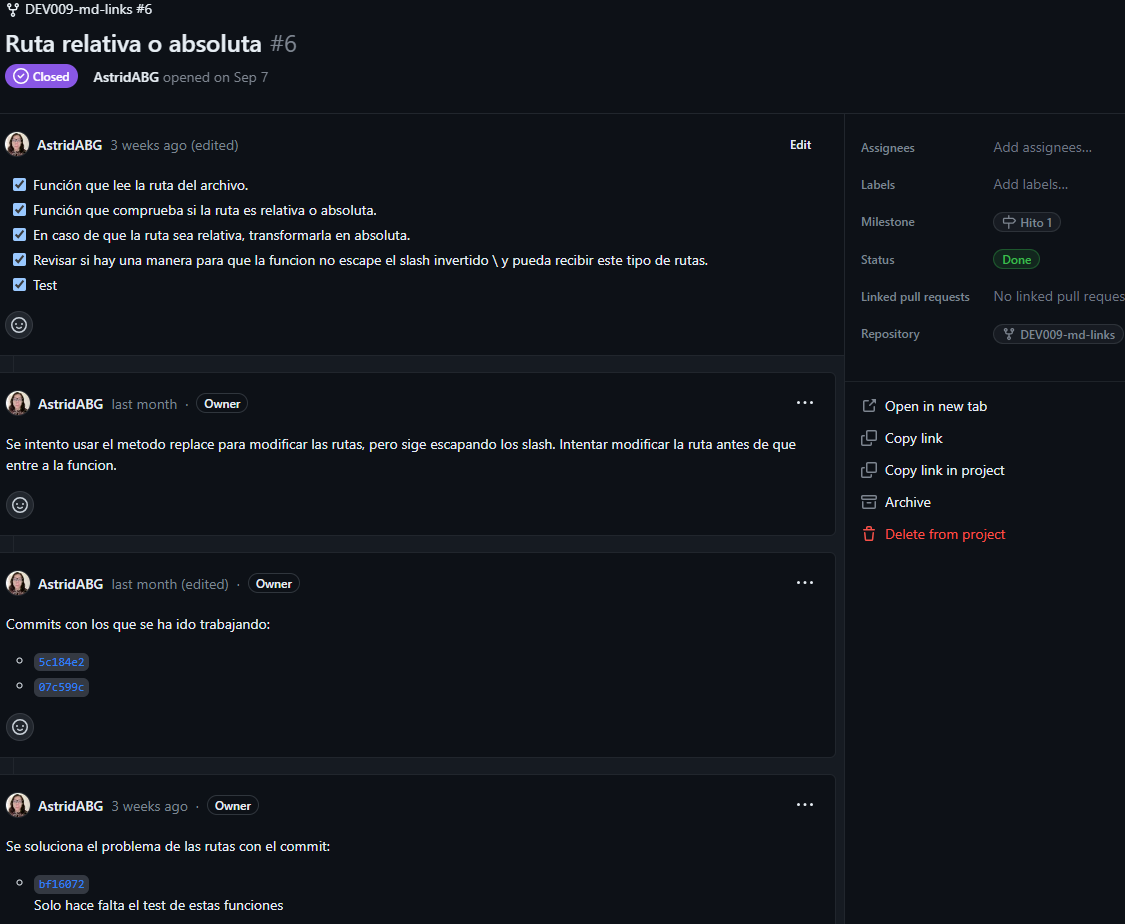 DEV009-md-links #6
Ruta relativa o absoluta #6
Closed AstridABG opened on Sep 7
AstridABG 3 weeks ago (edited) Edit
Función que lee la ruta del archivo.
Función que comprueba si la ruta es relativa o absoluta.
En caso de que la ruta sea relativa, transformarla en absoluta.
Revisar si hay una manera para que la funcion no escape el slash invertido \ y pueda recibir este tipo de rutas.
Test
AstridABG last month · Owner
Se intento usar el metodo replace para modificar las rutas, pero sige escapando los slash. Intentar modificar la ruta antes de que
entre a la funcion.
AstridABG last month (edited) · Owner
Commits con los que se ha ido trabajando:
5c184e2
07c599c
AstridABG 3 weeks ago · Owner
Se soluciona el problema de las rutas con el commit:
bf16072
Solo hace falta el test de estas funciones
Assignees Add assignees...
Labels Add labels...
Milestone Hito 1
Status Done
Linked pull requests No linked pull reques
Repository DEV009-md-links
Open in new tab
Copy link
Copy link in project
Archive
Delete from project